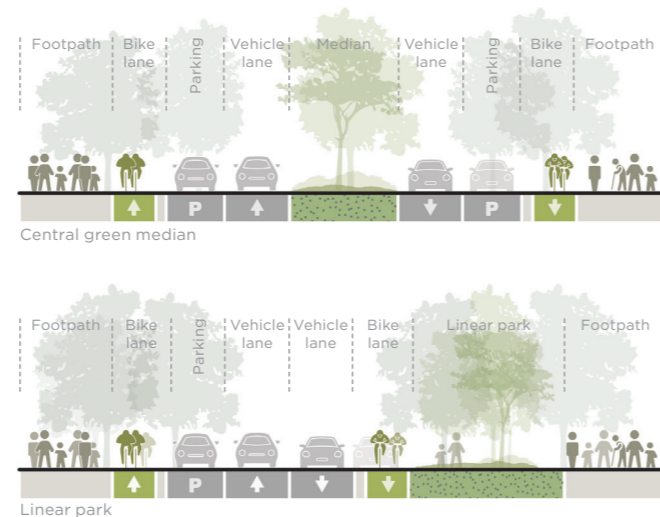 Footpath Bike lane Parking Vehicle lane Median Vehicle lane Parking Bike lane Footpath
P P
Central green median
Footpath Bike lane Parking Vehicle lane Vehicle lane Bike lane Linear park Footpath
P
Linear park